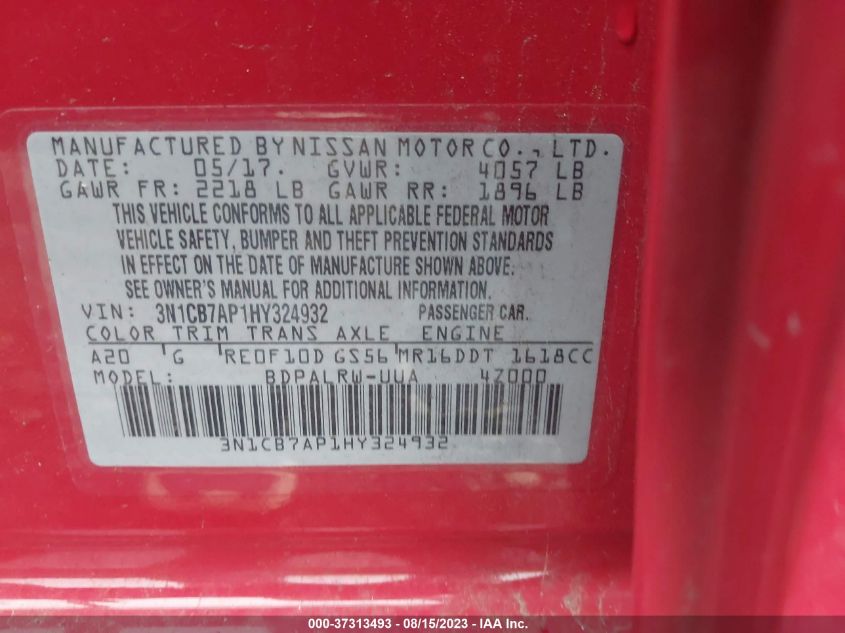 MANUFACTURED BY NISSAN MOTOR CO., LTD.
DATE: 05/17. GVWR: 4057 LB
GAWR FR: 2218 LB GAWR RR: 1896 LB
THIS VEHICLE CONFORMS TO ALL APPLICABLE FEDERAL MOTOR
VEHICLE SAFETY, BUMPER AND THEFT PREVENTION STANDARDS
IN EFFECT ON THE DATE OF MANUFACTURE SHOWN ABOVE.
SEE OWNER'S MANUAL FOR ADDITIONAL INFORMATION.
VIN: 3N1CB7AP1HY324932 PASSENGER CAR.
COLOR TRIM TRANS AXLE ENGINE
A20 G RE0F10D GS56 MR16DDT 1618CC
MODEL: BDPALRW-UUA 4Z000
3N1CB7AP1HY324932
000-37313493 - 08/15/2023 - Copyright © IAA, Inc.